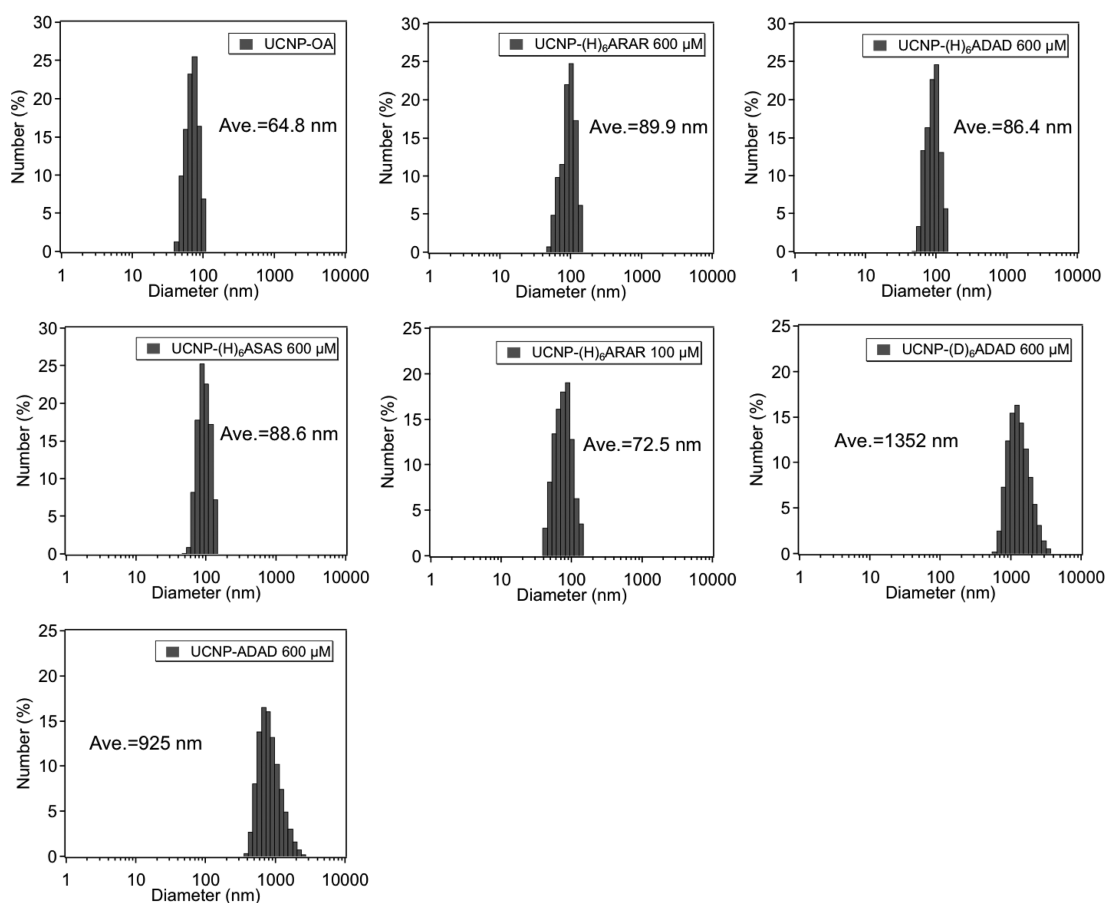 30
25
20
15
10
5
0
Number (%)
UCNP-OA
Ave.=64.8 nm
1 10 100 1000 10000
Diameter (nm)
30
25
20
15
10
5
0
Number (%)
UCNP-(H)₆ARAR 600 µM
Ave.=89.9 nm
1 10 100 1000 10000
Diameter (nm)
30
25
20
15
10
5
0
Number (%)
UCNP-(H)₆ADAD 600 µM
Ave.=86.4 nm
1 10 100 1000 10000
Diameter (nm)
30
25
20
15
10
5
0
Number (%)
UCNP-(H)₆ASAS 600 µM
Ave.=88.6 nm
1 10 100 1000 10000
Diameter (nm)
25
20
15
10
5
0
Number (%)
UCNP-(H)₆ARAR 100 µM
Ave.=72.5 nm
1 10 100 1000 10000
Diameter (nm)
25
20
15
10
5
0
Number (%)
UCNP-(D)₆ADAD 600 µM
Ave.=1352 nm
1 10 100 1000 10000
Diameter (nm)
25
20
15
10
5
0
Number (%)
UCNP-ADAD 600 µM
Ave.=925 nm
1 10 100 1000 10000
Diameter (nm)